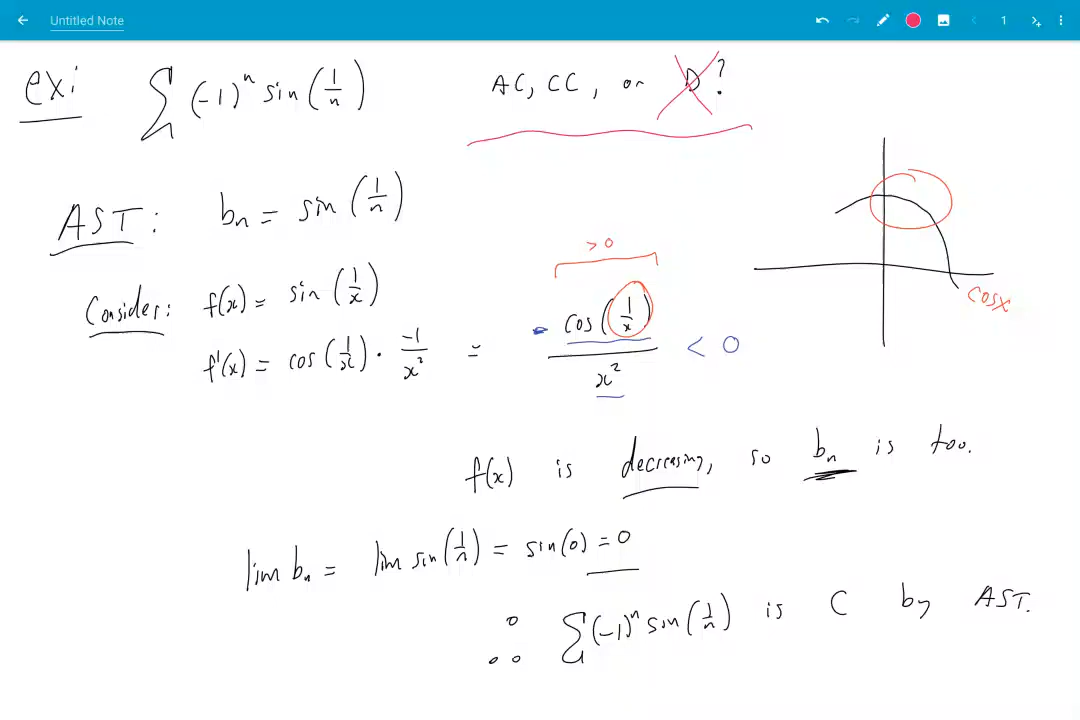 Untitled Note
1
ex: ∑ (-1)^n sin(1/n) AC, CC, or D?
AST: b_n = sin(1/n)
Consider: f(x) = sin(1/x)
> 0
f'(x) = cos(1/x) · -1/x² = - cos(1/x)/x² < 0
cos x
f(x) is decreasing, so b_n is too.
lim b_n = lim sin(1/n) = sin(0) = 0
∴ ∑ (-1)^n sin(1/n) is C by AST.